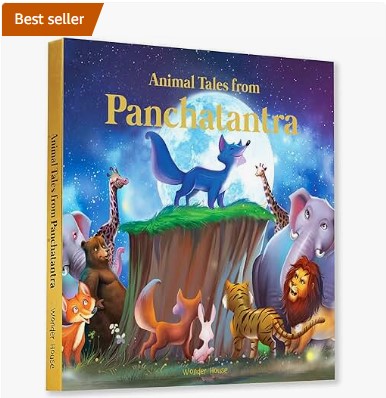 Best seller
Animal Tales from
Panchatantra
Animal Tales from Panchatantra
Wonder House
Wonder House